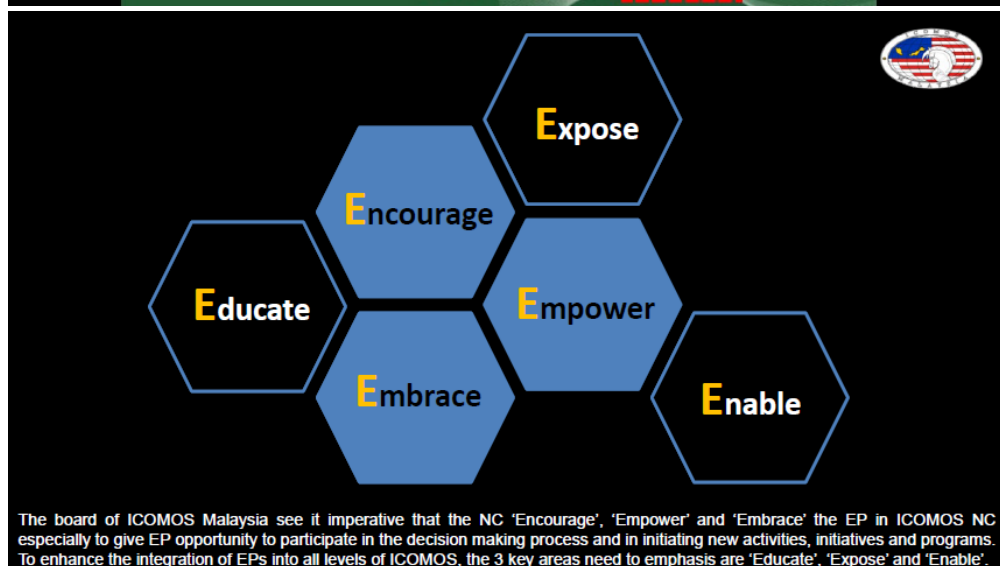 ICOMOS
MALAYSIA
Expose
Encourage
Empower
Educate
Embrace
Enable
The board of ICOMOS Malaysia see it imperative that the NC ‘Encourage’, ‘Empower’ and ‘Embrace’ the EP in ICOMOS NC
especially to give EP opportunity to participate in the decision making process and in initiating new activities, initiatives and programs.
To enhance the integration of EPs into all levels of ICOMOS, the 3 key areas need to emphasis are ‘Educate’, ‘Expose’ and ‘Enable’.